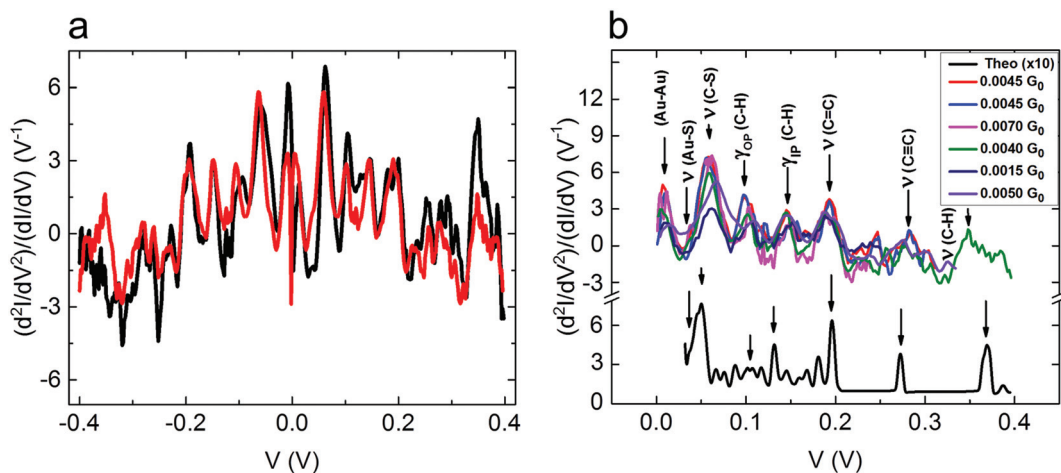 a
(d²I/dV²)/(dI/dV) (V⁻¹)
6
3
0
-3
-6
-0.4 -0.2 0.0 0.2 0.4
V (V)
b
(d²I/dV²)/(dI/dV) (V⁻¹)
12
9
6
3
0
-3
6
3
0
(Au-Au)
ν (Au-S)
ν (C-S)
γOP (C-H)
γIP (C-H)
ν (C=C)
ν (C≡C)
ν (C-H)
Theo (x10)
0.0045 G₀
0.0045 G₀
0.0070 G₀
0.0040 G₀
0.0015 G₀
0.0050 G₀
0.0 0.1 0.2 0.3 0.4
V (V)